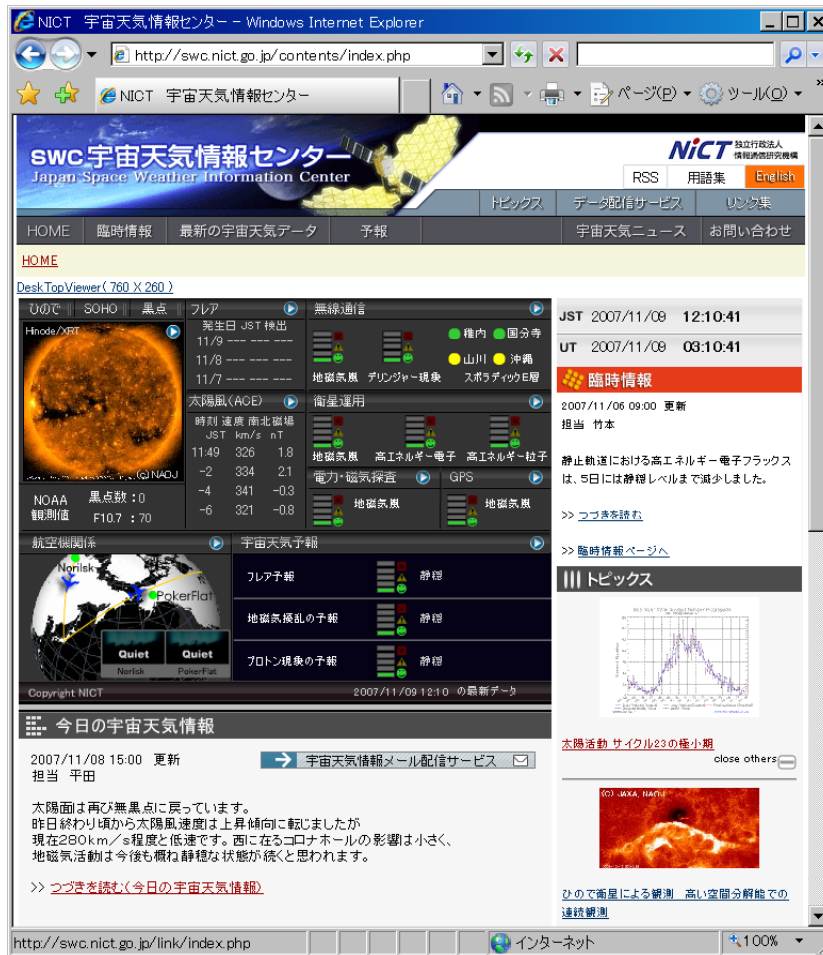 NICT 宇宙天気情報センター - Windows Internet Explorer
http://swc.nict.go.jp/contents/index.php
NICT 宇宙天気情報センター
ページ(P)
ツール(O)
swc宇宙天気情報センター
Japan Space Weather Information Center
NiCT 独立行政法人
情報通信研究機構
RSS 用語集 English
トピックス データ配信サービス リンク集
HOME 臨時情報 最新の宇宙天気データ 予報 宇宙天気ニュース お問い合わせ
HOME
DeskTopViewer( 760 X 260 )
ひので SOHO 黒点
Hinode/XRT
(C) NAOJ
NOAA 黒点数 : 0
観測値 F10.7 : 70
フレア
発生日 JST 検出
11/9 --- --- ---
11/8 --- --- ---
11/7 --- --- ---
太陽風(ACE)
時刻 速度 南北磁場
JST km/s nT
11:49 326 1.8
-2 334 2.1
-4 341 -0.3
-6 321 -0.8
無線通信
稚内 国分寺
山川 沖縄
地磁気嵐 デリンジャー現象 スポラディックE層
衛星運用
地磁気嵐 高エネルギー電子 高エネルギー粒子
電力・磁気探査 GPS
地磁気嵐 地磁気嵐
航空機関係
Norilsk
PokerFlat
Quiet Quiet
Norilsk PokerFlat
宇宙天気予報
フレア予報 静穏
地磁気擾乱の予報 静穏
プロトン現象の予報 静穏
Copyright NICT 2007/11/09 12:10 の最新データ
JST 2007/11/09 12:10:41
UT 2007/11/09 03:10:41
臨時情報
2007/11/06 09:00 更新
担当 竹本
静止軌道における高エネルギー電子フラックス
は、5日には静穏レベルまで減少しました。
>> つづきを読む
>> 臨時情報ページへ
トピックス
太陽活動 サイクル23の極小期
close others
(C) JAXA, NAOJ
ひので衛星による観測 高い空間分解能での
連続観測
今日の宇宙天気情報
2007/11/08 15:00 更新
担当 平田
宇宙天気情報メール配信サービス
太陽面は再び無黒点に戻っています。
昨日終わり頃から太陽風速度は上昇傾向に転じましたが
現在280km/s程度と低速です。西に在るコロナホールの影響は小さく、
地磁気活動は今後も概ね静穏な状態が続くと思われます。
>> つづきを読む(今日の宇宙天気情報)
http://swc.nict.go.jp/link/index.php
インターネット
100%